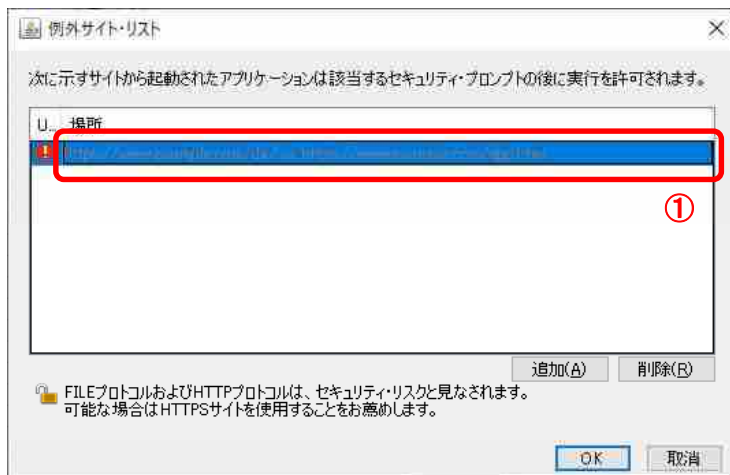 例外サイト・リスト
次に示すサイトから起動されたアプリケーションは該当するセキュリティ・プロンプトの後に実行を許可されます。
U... 場所
①
追加(A) 削除(R)
FILEプロトコルおよびHTTPプロトコルは、セキュリティ・リスクと見なされます。
可能な場合はHTTPSサイトを使用することをお薦めします。
OK 取消